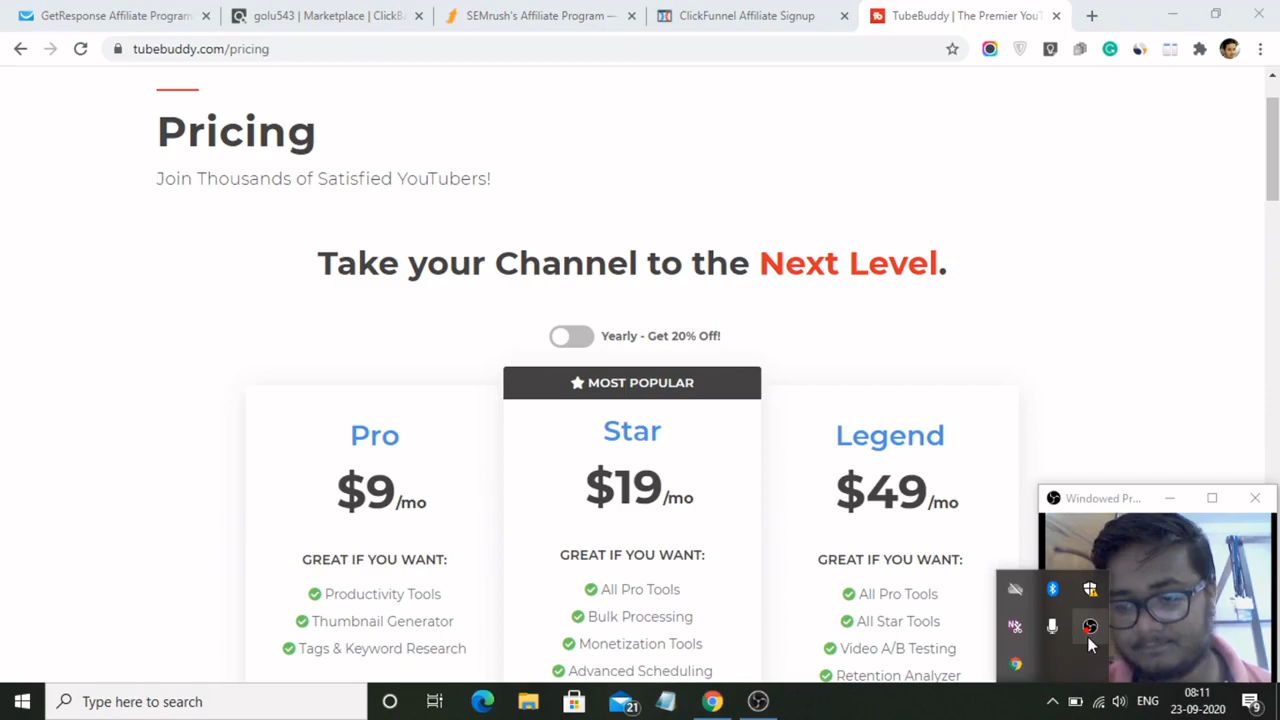 GetResponse Affiliate Program
golu543 | Marketplace | ClickB
SEMrush's Affiliate Program —
ClickFunnel Affiliate Signup
TubeBuddy | The Premier YouT
tubebuddy.com/pricing
Pricing
Join Thousands of Satisfied YouTubers!
Take your Channel to the Next Level.
Yearly - Get 20% Off!
MOST POPULAR
Pro
Star
Legend
$9/mo
$19/mo
$49/mo
GREAT IF YOU WANT:
GREAT IF YOU WANT:
GREAT IF YOU WANT:
Productivity Tools
Thumbnail Generator
Tags & Keyword Research
All Pro Tools
Bulk Processing
Monetization Tools
Advanced Scheduling
All Pro Tools
All Star Tools
Video A/B Testing
Retention Analyzer
Windowed Pr...
Type here to search
21
ENG
08:11
23-09-2020
9